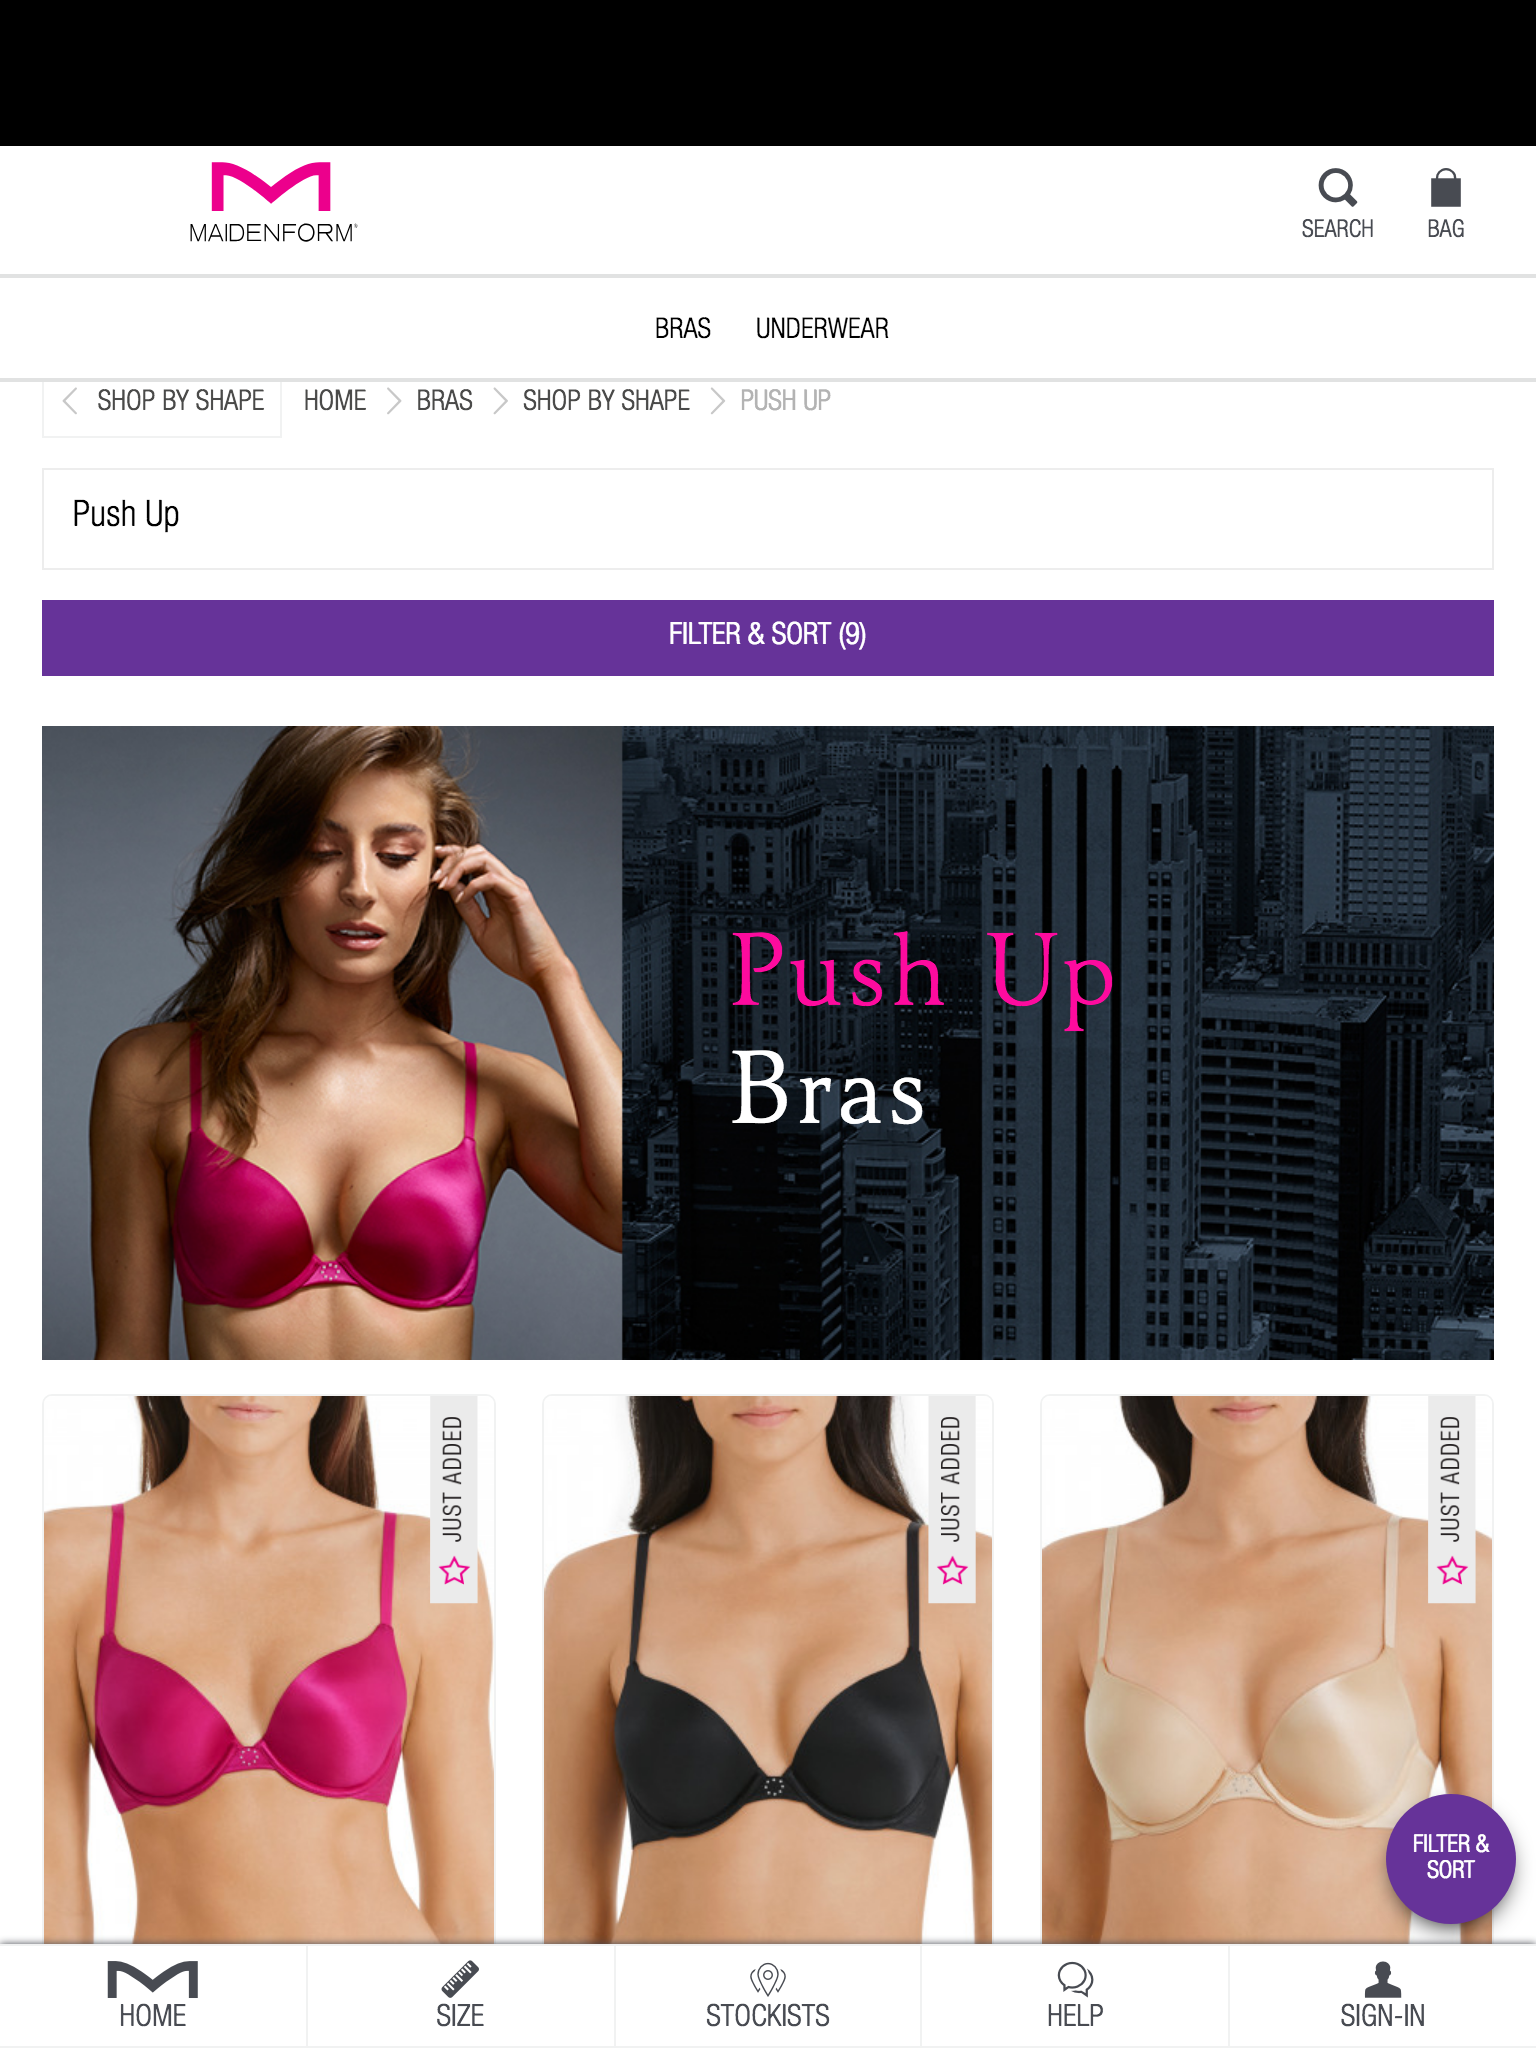 MAIDENFORM®
SEARCH
BAG
BRAS
UNDERWEAR
SHOP BY SHAPE
HOME
BRAS
SHOP BY SHAPE
PUSH UP
Push Up
FILTER & SORT (9)
Push Up
Bras
JUST ADDED
JUST ADDED
JUST ADDED
FILTER &
SORT
HOME
SIZE
STOCKISTS
HELP
SIGN-IN